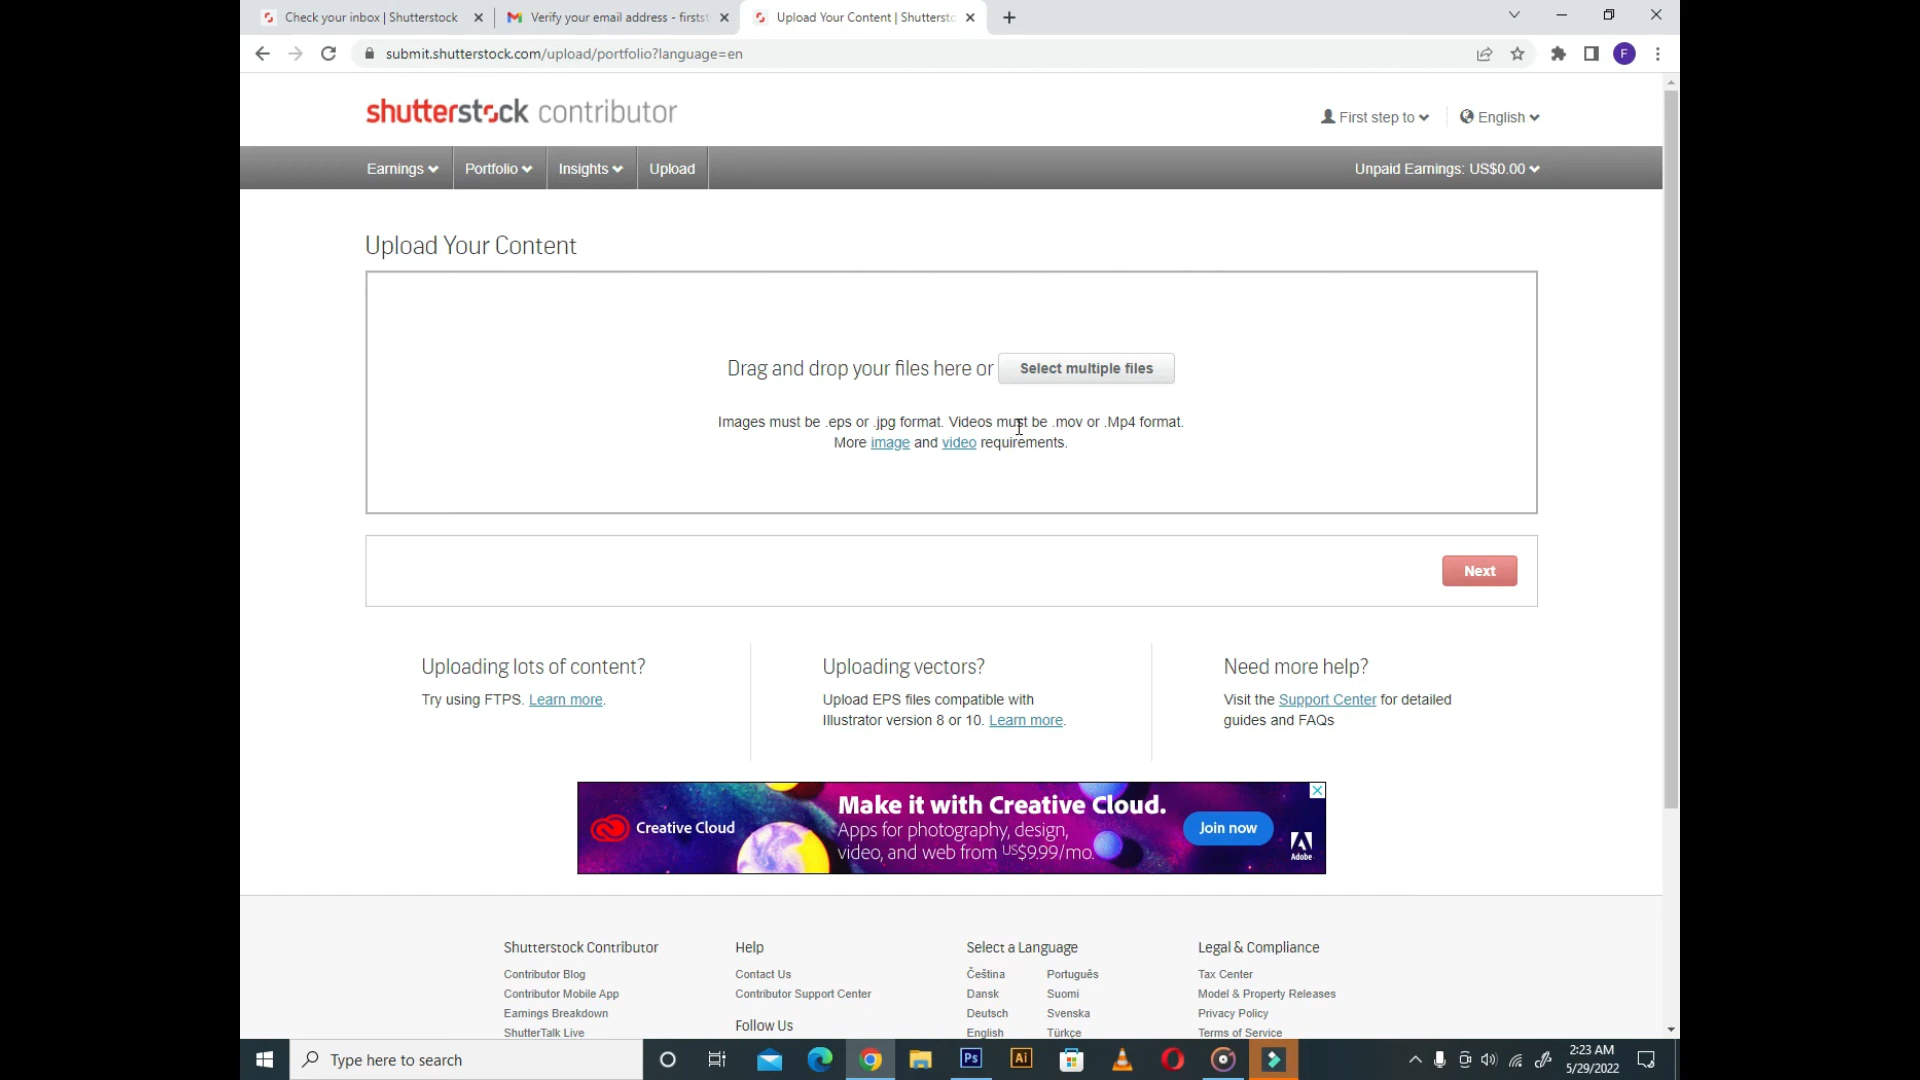 Check your inbox | Shutterstock
Verify your email address - firstst
Upload Your Content | Shuttersto
submit.shutterstock.com/upload/portfolio?language=en
F
shutterstock contributor
First step to
English
Earnings
Portfolio
Insights
Upload
Unpaid Earnings: US$0.00
Upload Your Content
Drag and drop your files here or Select multiple files
Images must be .eps or .jpg format. Videos must be .mov or .Mp4 format.
More image and video requirements.
Next
Uploading lots of content?
Try using FTPS. Learn more.
Uploading vectors?
Upload EPS files compatible with
Illustrator version 8 or 10. Learn more.
Need more help?
Visit the Support Center for detailed
guides and FAQs
Creative Cloud
Make it with Creative Cloud.
Apps for photography, design,
video, and web from US$9.99/mo.
Join now
Adobe
Shutterstock Contributor
Contributor Blog
Contributor Mobile App
Earnings Breakdown
ShutterTalk Live
Help
Contact Us
Contributor Support Center
Follow Us
Select a Language
Čeština
Dansk
Deutsch
English
Português
Suomi
Svenska
Türkçe
Legal & Compliance
Tax Center
Model & Property Releases
Privacy Policy
Terms of Service
Type here to search
Ps
Ai
2:23 AM
5/29/2022